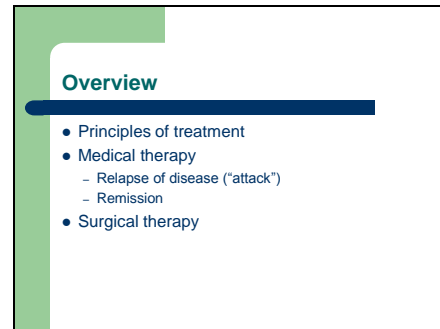 Overview
● Principles of treatment
● Medical therapy
– Relapse of disease (“attack”)
– Remission
● Surgical therapy